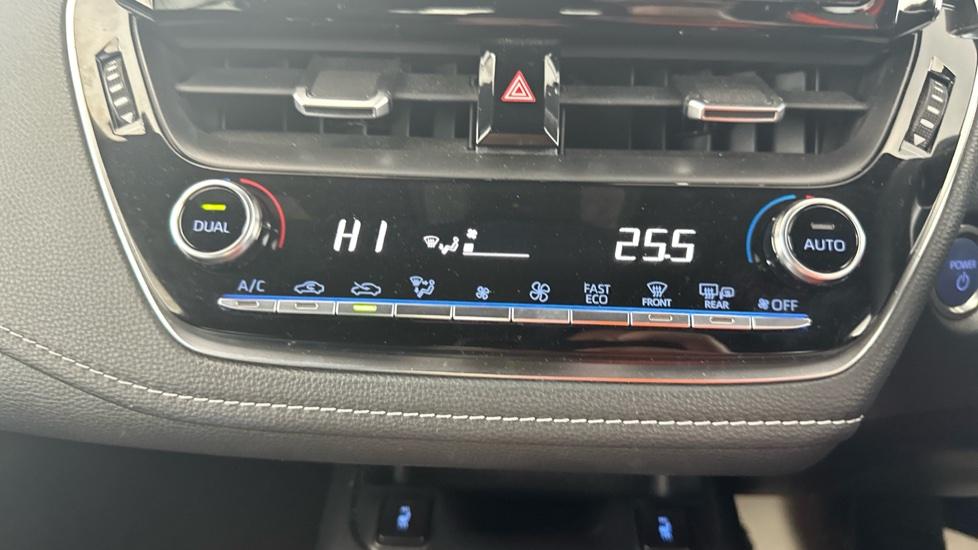 DUAL
HI
25.5
AUTO
POWER
A/C
FAST
ECO
FRONT
REAR
OFF